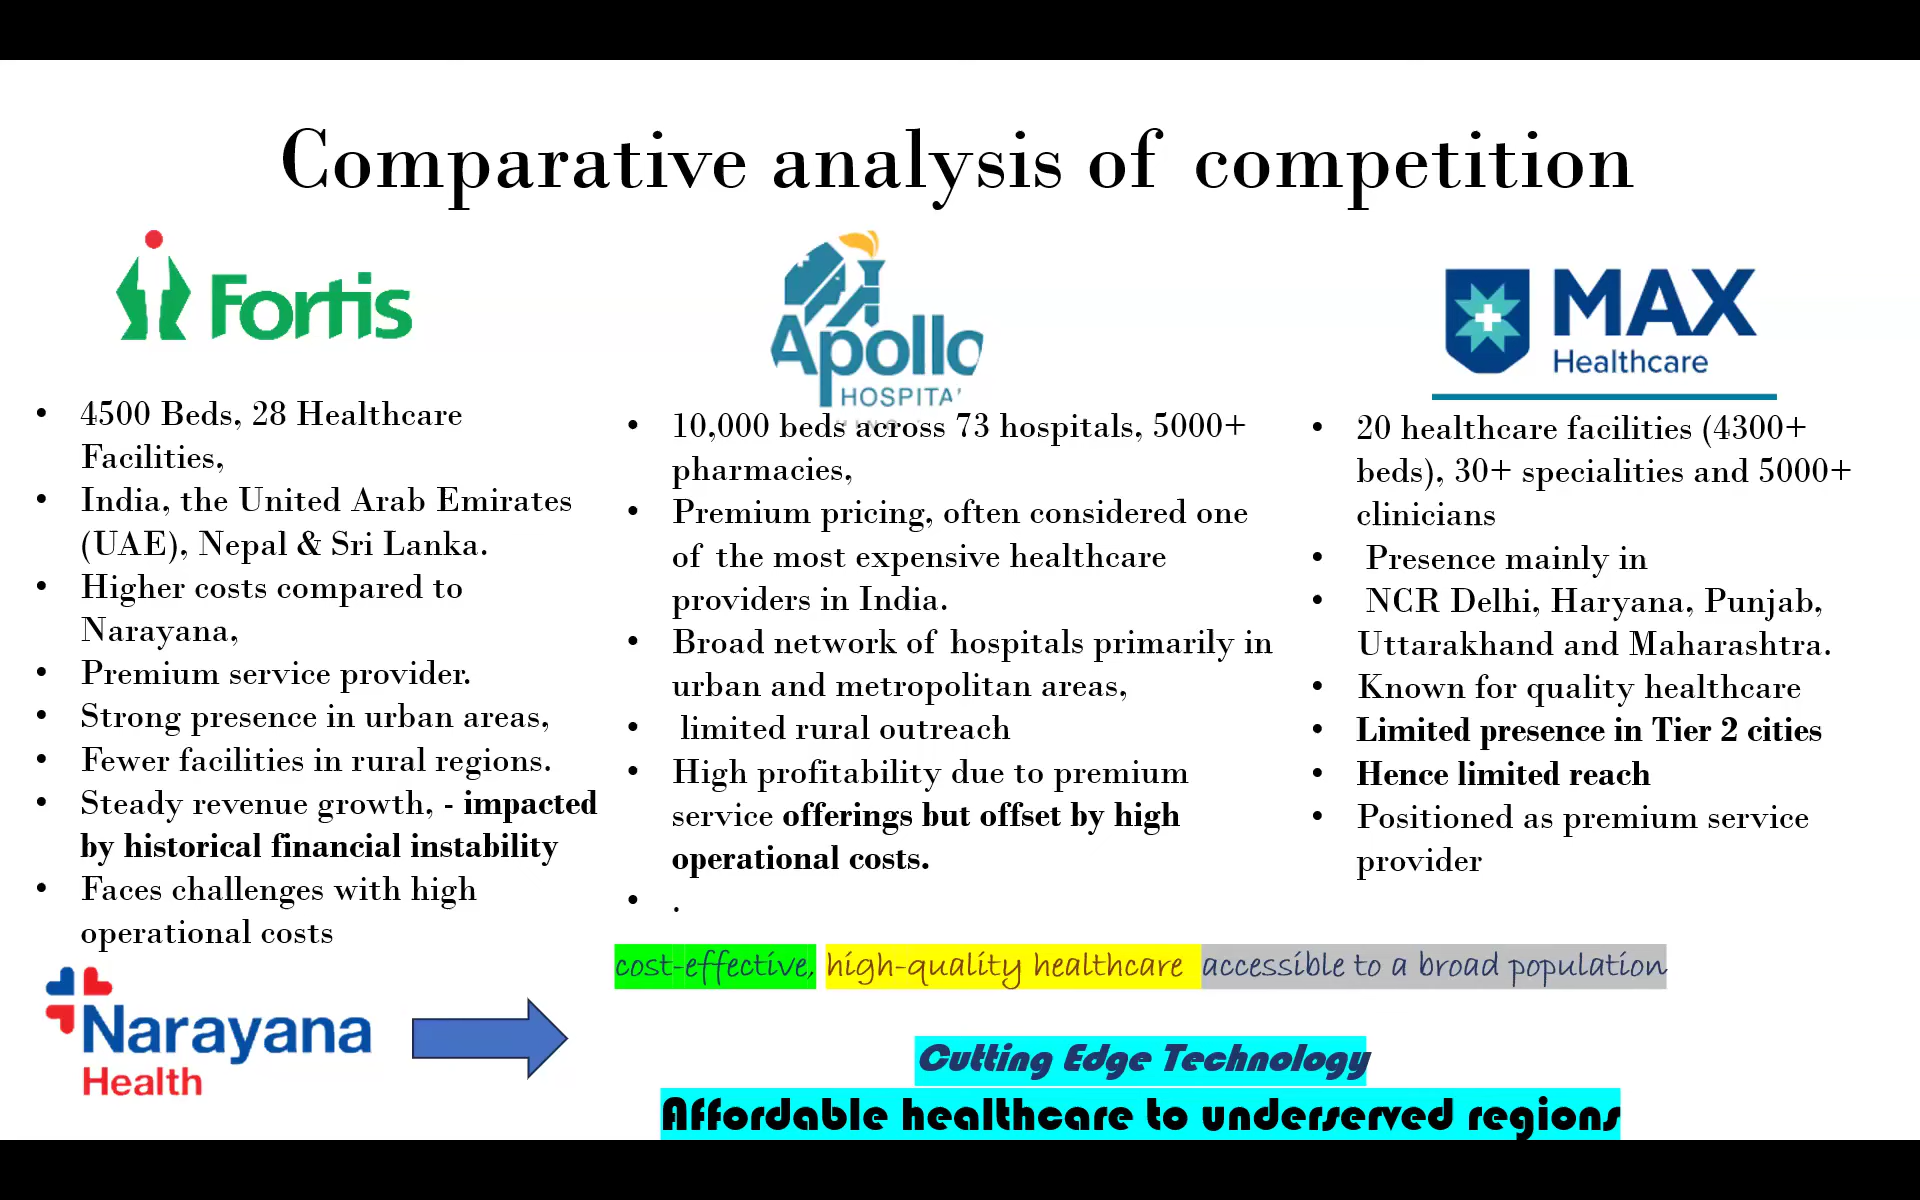 Comparative analysis of competition
Fortis
• 4500 Beds, 28 Healthcare
Facilities,
• India, the United Arab Emirates
(UAE), Nepal & Sri Lanka.
• Higher costs compared to
Narayana,
• Premium service provider.
• Strong presence in urban areas,
• Fewer facilities in rural regions.
• Steady revenue growth, - impacted
by historical financial instability
• Faces challenges with high
operational costs
Apollo
HOSPITA
• 10,000 beds across 73 hospitals, 5000+
pharmacies,
• Premium pricing, often considered one
of the most expensive healthcare
providers in India.
• Broad network of hospitals primarily in
urban and metropolitan areas,
• limited rural outreach
• High profitability due to premium
service offerings but offset by high
operational costs.
• .
MAX
Healthcare
• 20 healthcare facilities (4300+
beds), 30+ specialities and 5000+
clinicians
• Presence mainly in
• NCR Delhi, Haryana, Punjab,
Uttarakhand and Maharashtra.
• Known for quality healthcare
• Limited presence in Tier 2 cities
• Hence limited reach
• Positioned as premium service
provider
Narayana
Health
cost-effective, high-quality healthcare accessible to a broad population
Cutting Edge Technology
Affordable healthcare to underserved regions